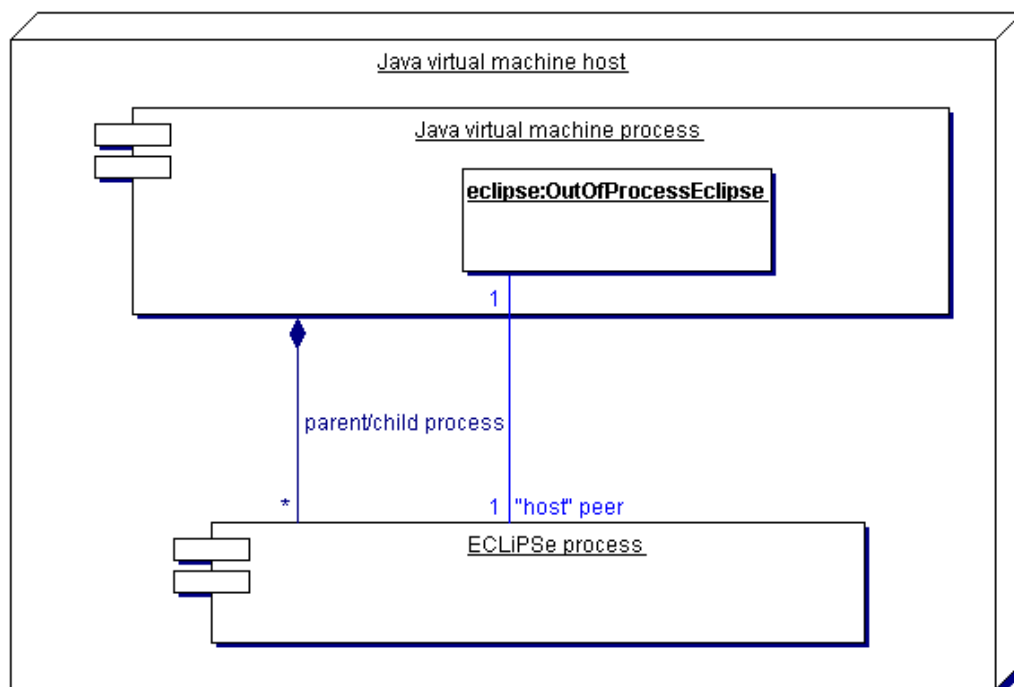 Java virtual machine host
Java virtual machine process
eclipse:OutOfProcessEclipse
1
parent/child process
*
1 "host" peer
ECLiPSe process